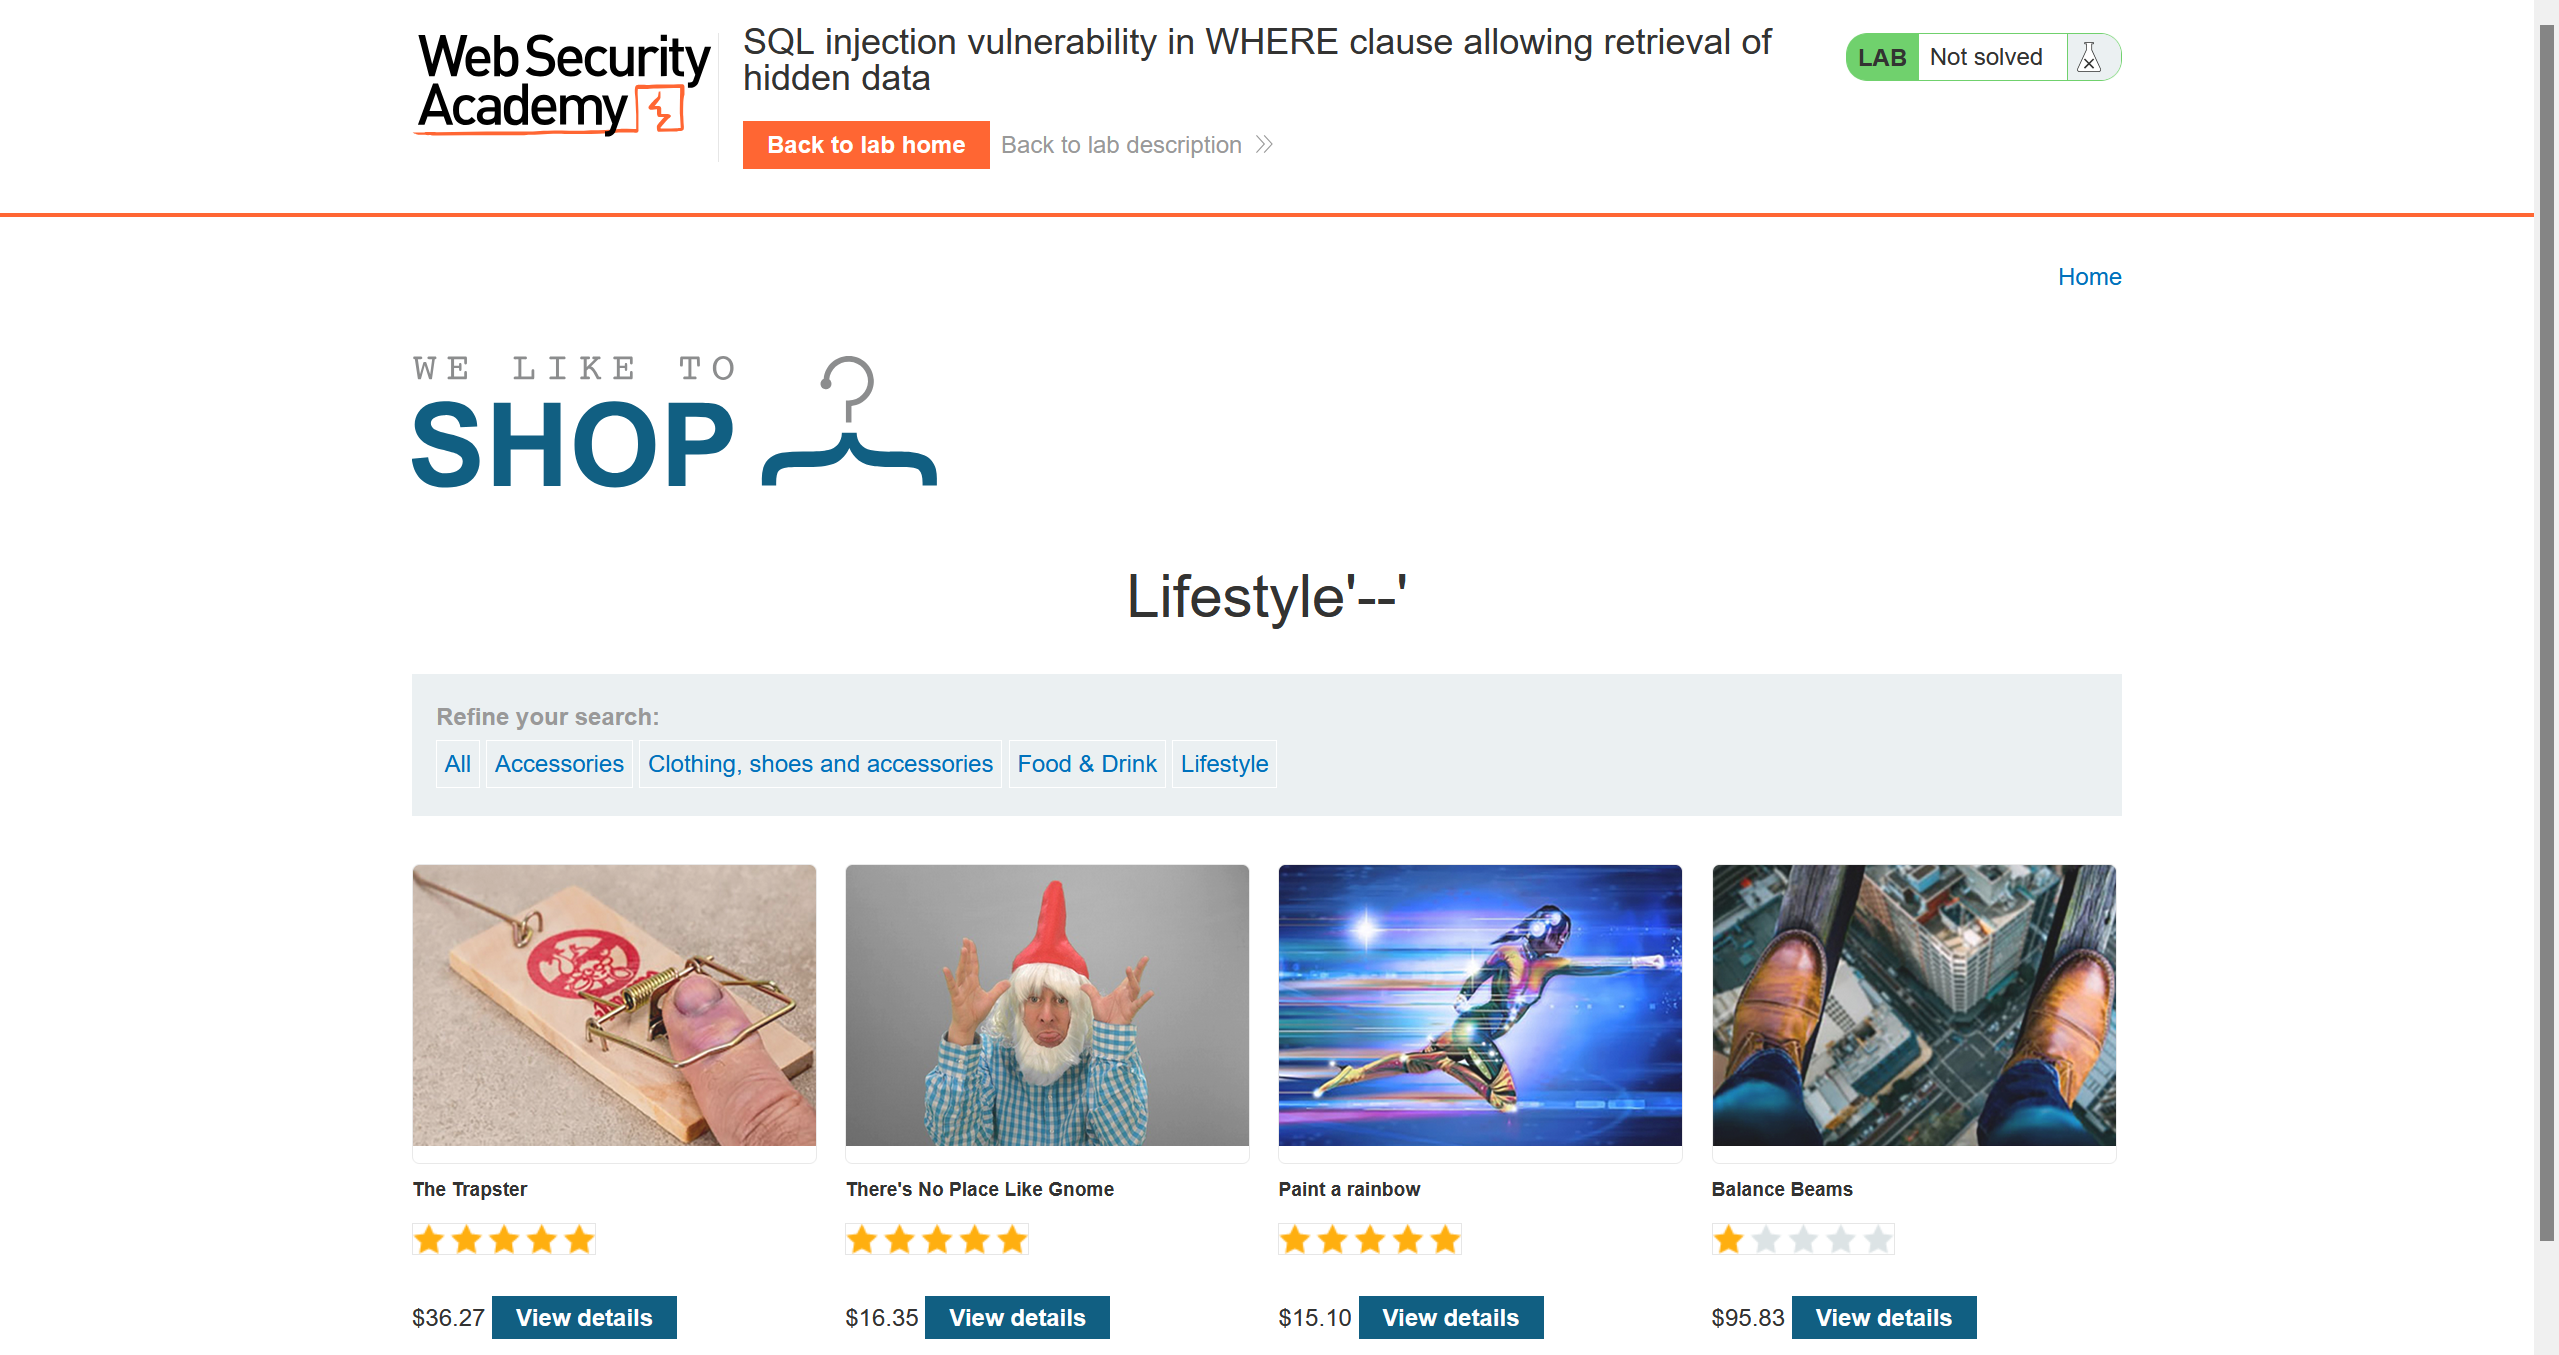 Web Security
Academy
SQL injection vulnerability in WHERE clause allowing retrieval of
hidden data
LAB Not solved
Back to lab home Back to lab description
Home
WE LIKE TO
SHOP
Lifestyle'--'
Refine your search:
All Accessories Clothing, shoes and accessories Food & Drink Lifestyle
The Trapster There's No Place Like Gnome Paint a rainbow Balance Beams
$36.27 View details $16.35 View details $15.10 View details $95.83 View details